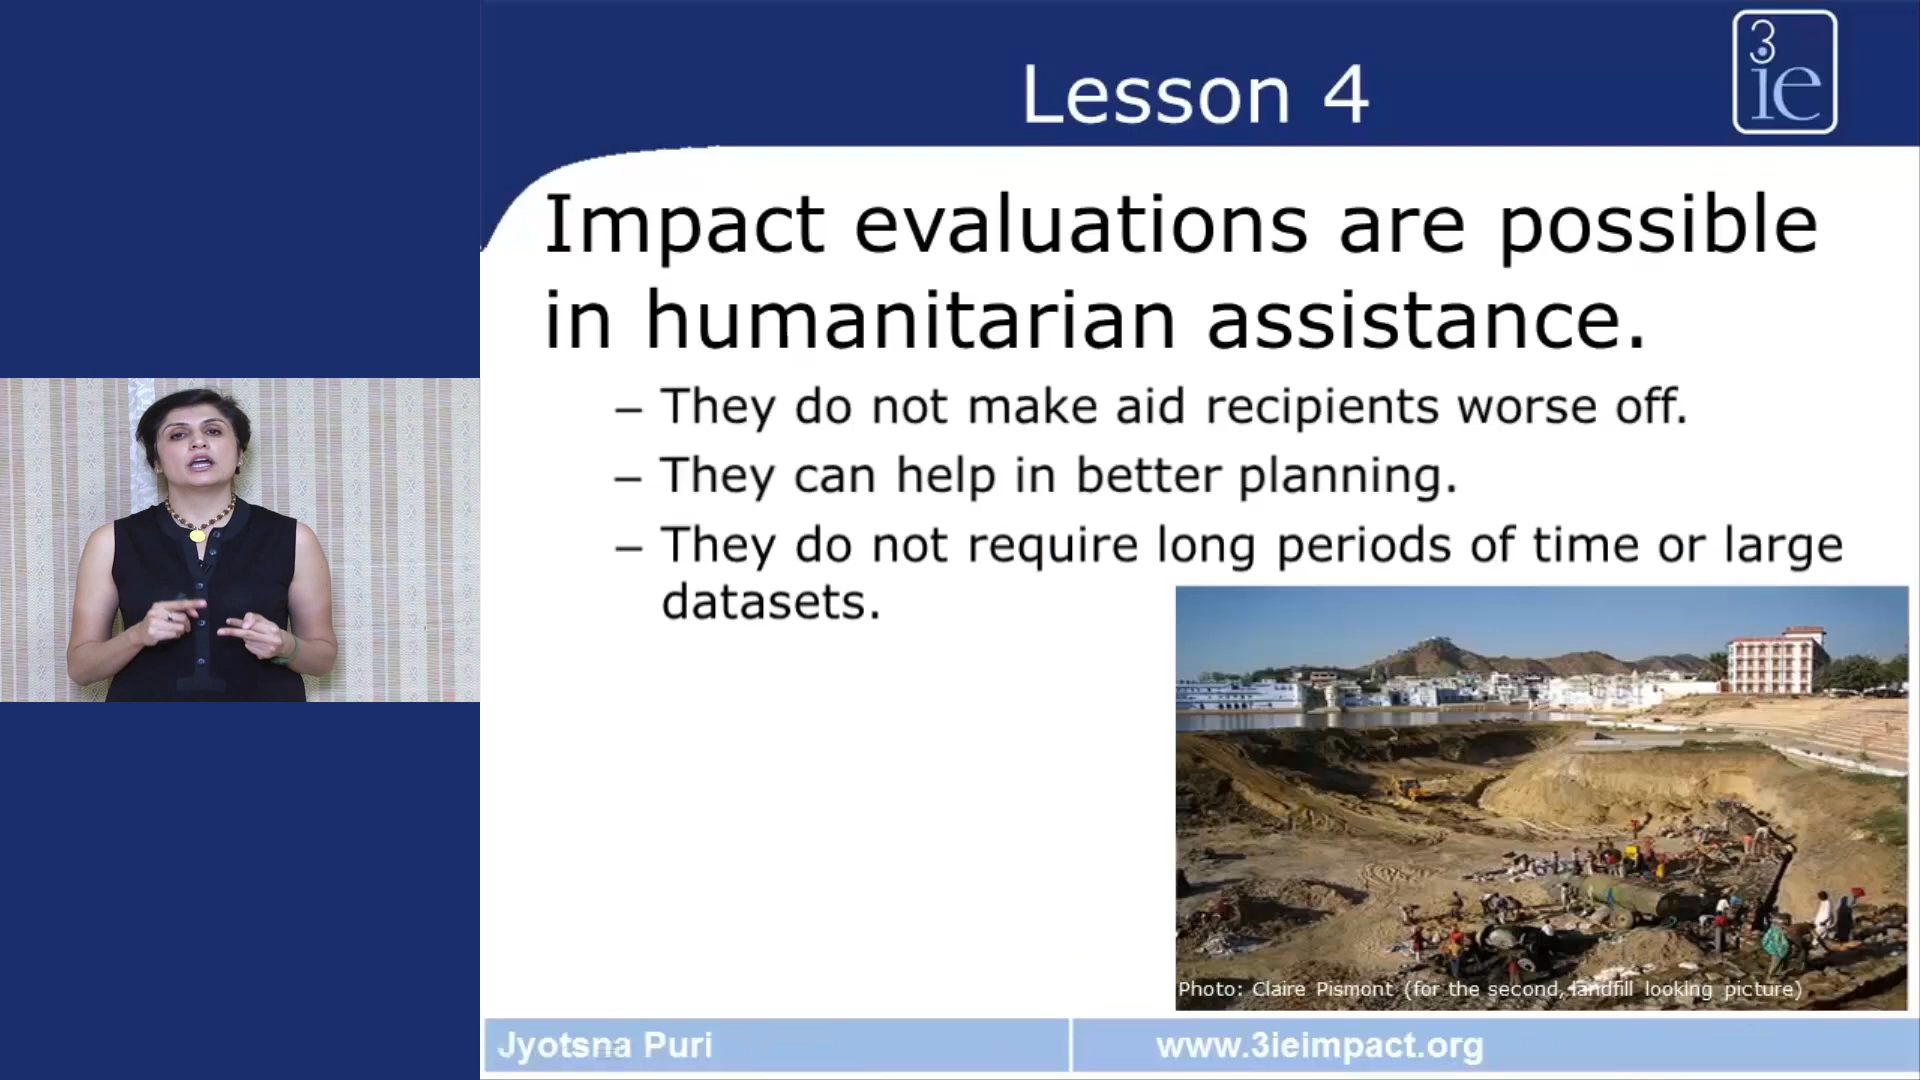 3
ie
Lesson 4
Impact evaluations are possible
in humanitarian assistance.
– They do not make aid recipients worse off.
– They can help in better planning.
– They do not require long periods of time or large
datasets.
Photo: Claire Pismont (for the second, landfill looking picture)
Jyotsna Puri
www.3ieimpact.org